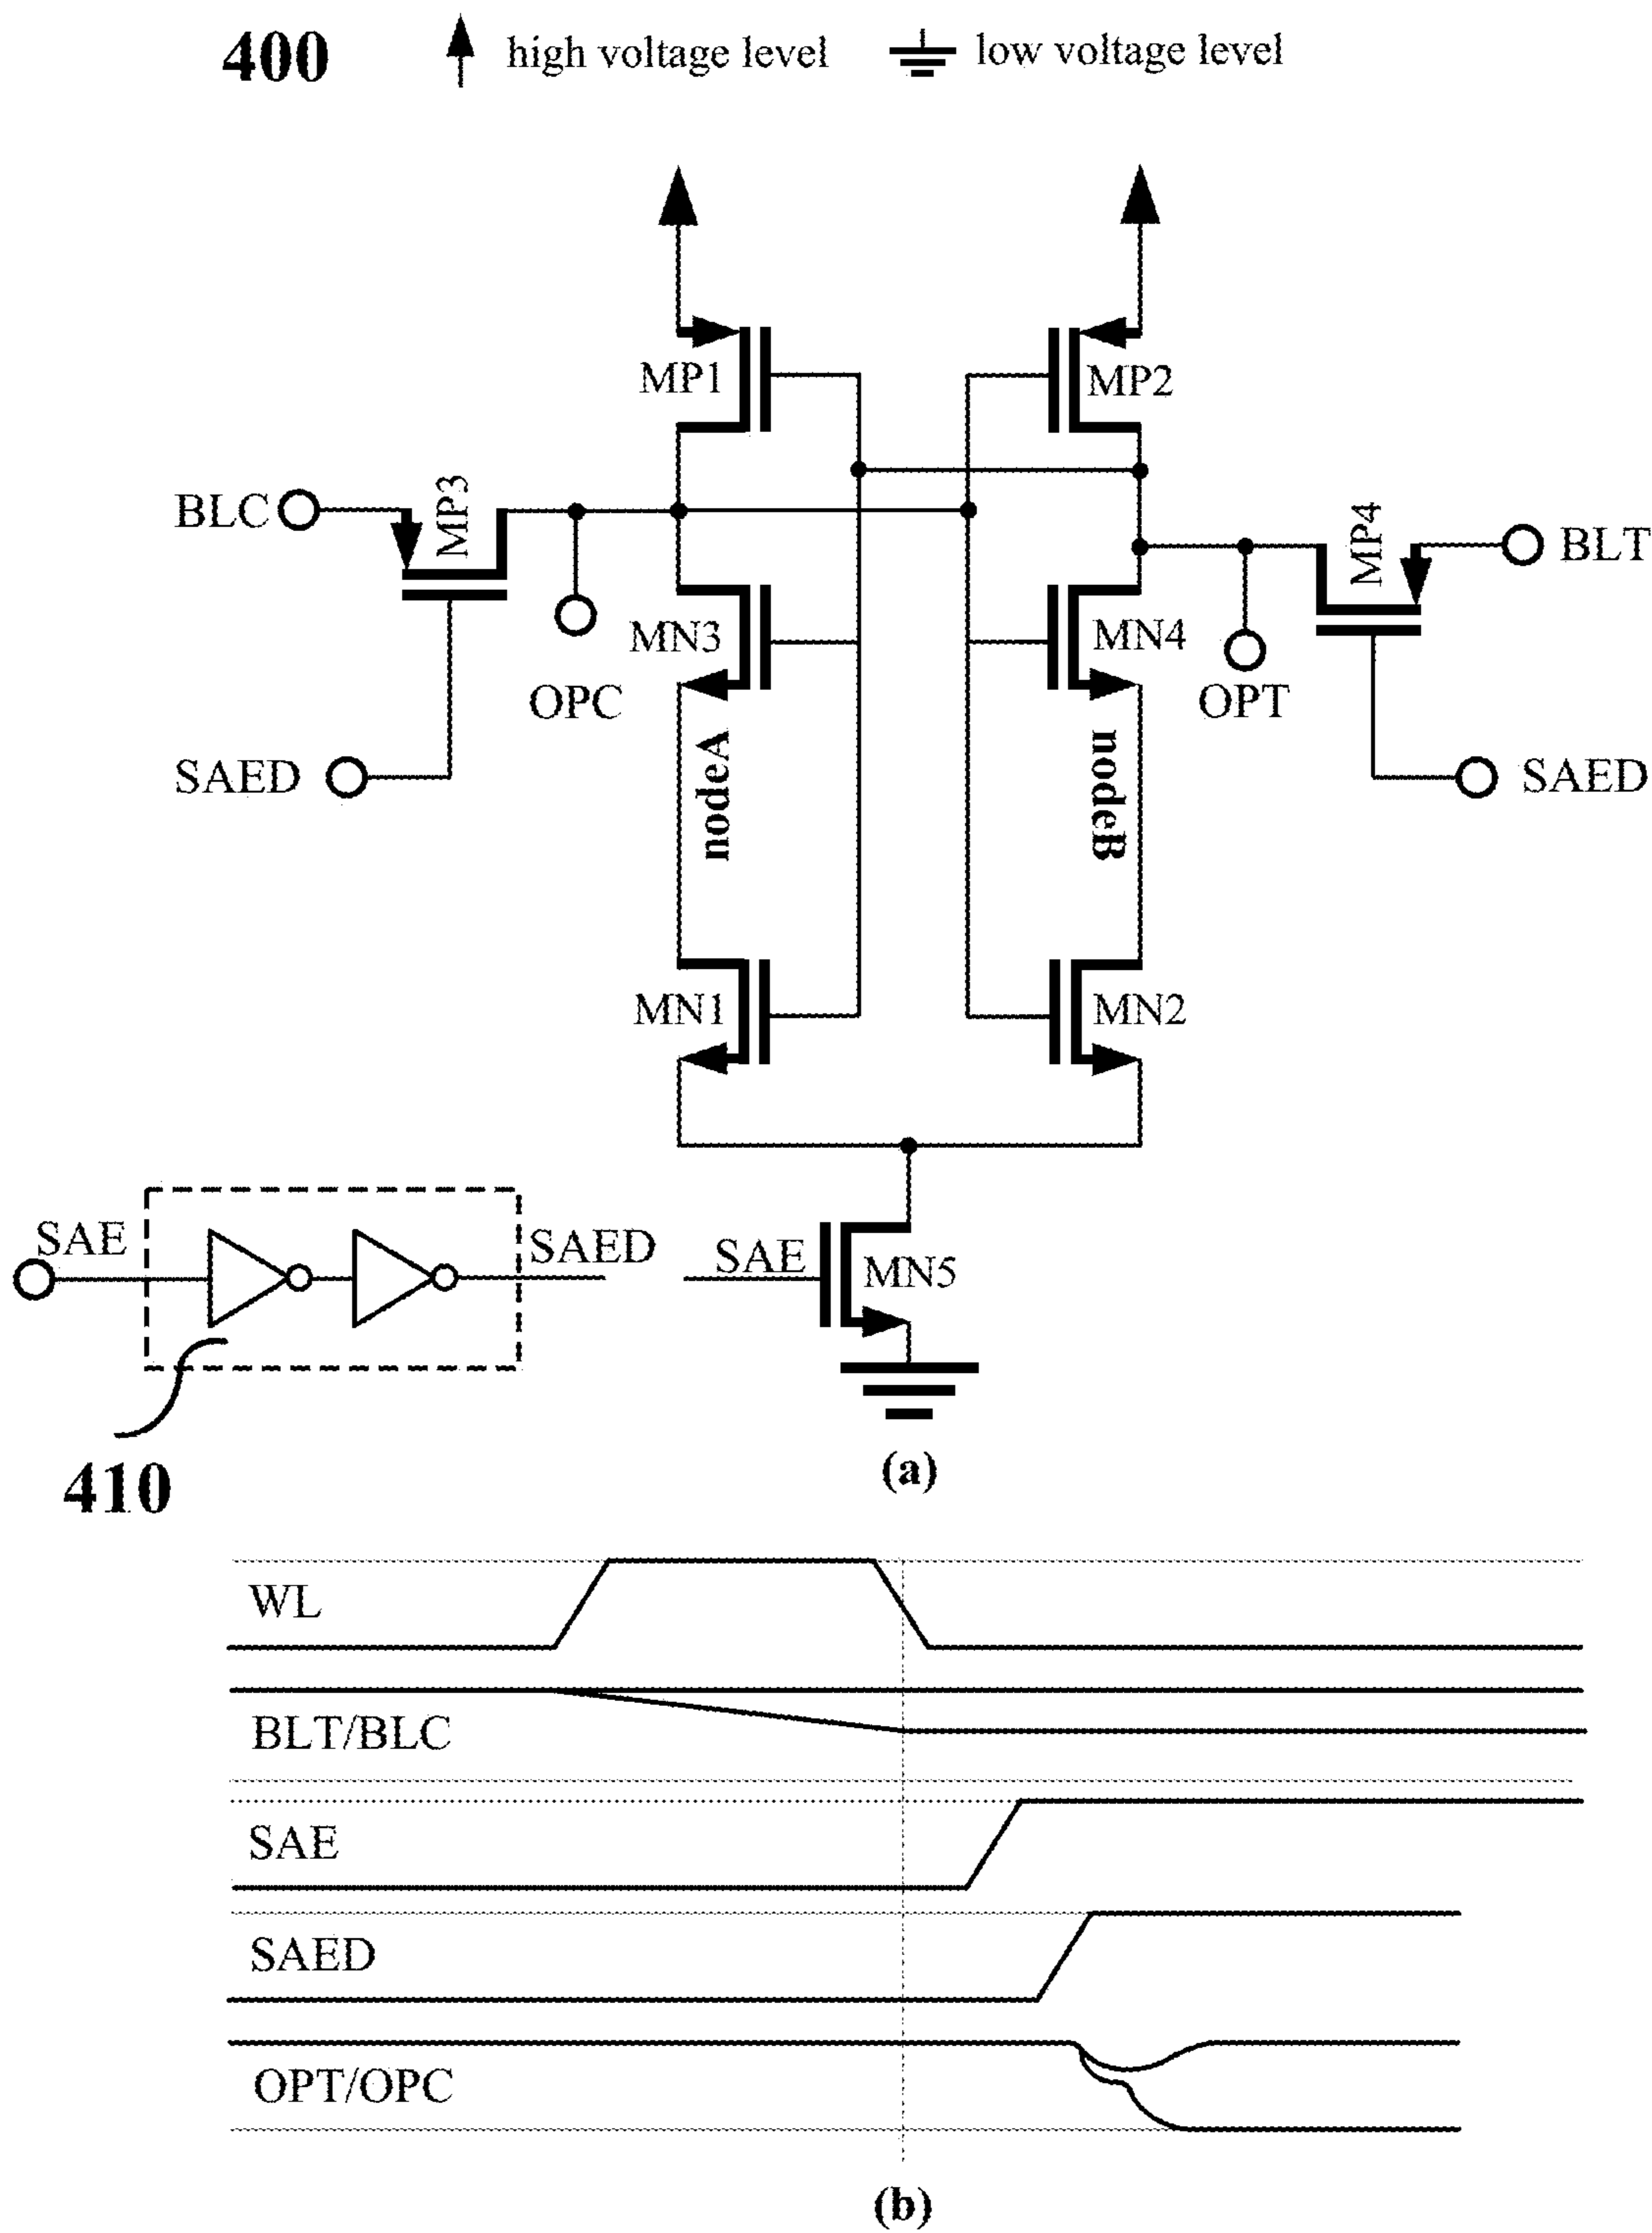 400 high voltage level low voltage level
MP1 MP2
BLC MP3 MP4 BLT
MN3 MN4
OPC OPT
SAED nodeA nodeB SAED
MN1 MN2
SAE SAED SAE MN5
410 (a)
WL
BLT/BLC
SAE
SAED
OPT/OPC
(b)